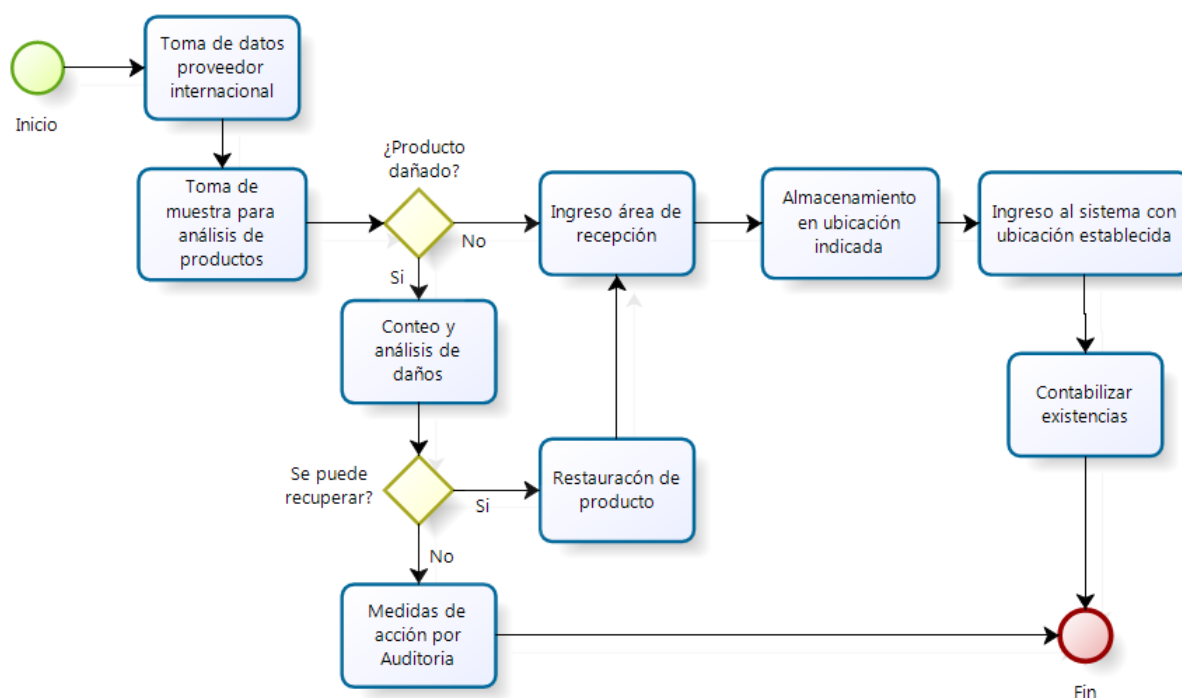 Toma de datos
proveedor
internacional
Inicio
Toma de
muestra para
análisis de
productos
¿Producto
dañado?
No
Si
Ingreso área de
recepción
Almacenamiento
en ubicación
indicada
Ingreso al sistema con
ubicación establecida
Conteo y
análisis de
daños
Contabilizar
existencias
Se puede
recuperar?
Si
No
Restauracón de
producto
Medidas de
acción por
Auditoria
Fin